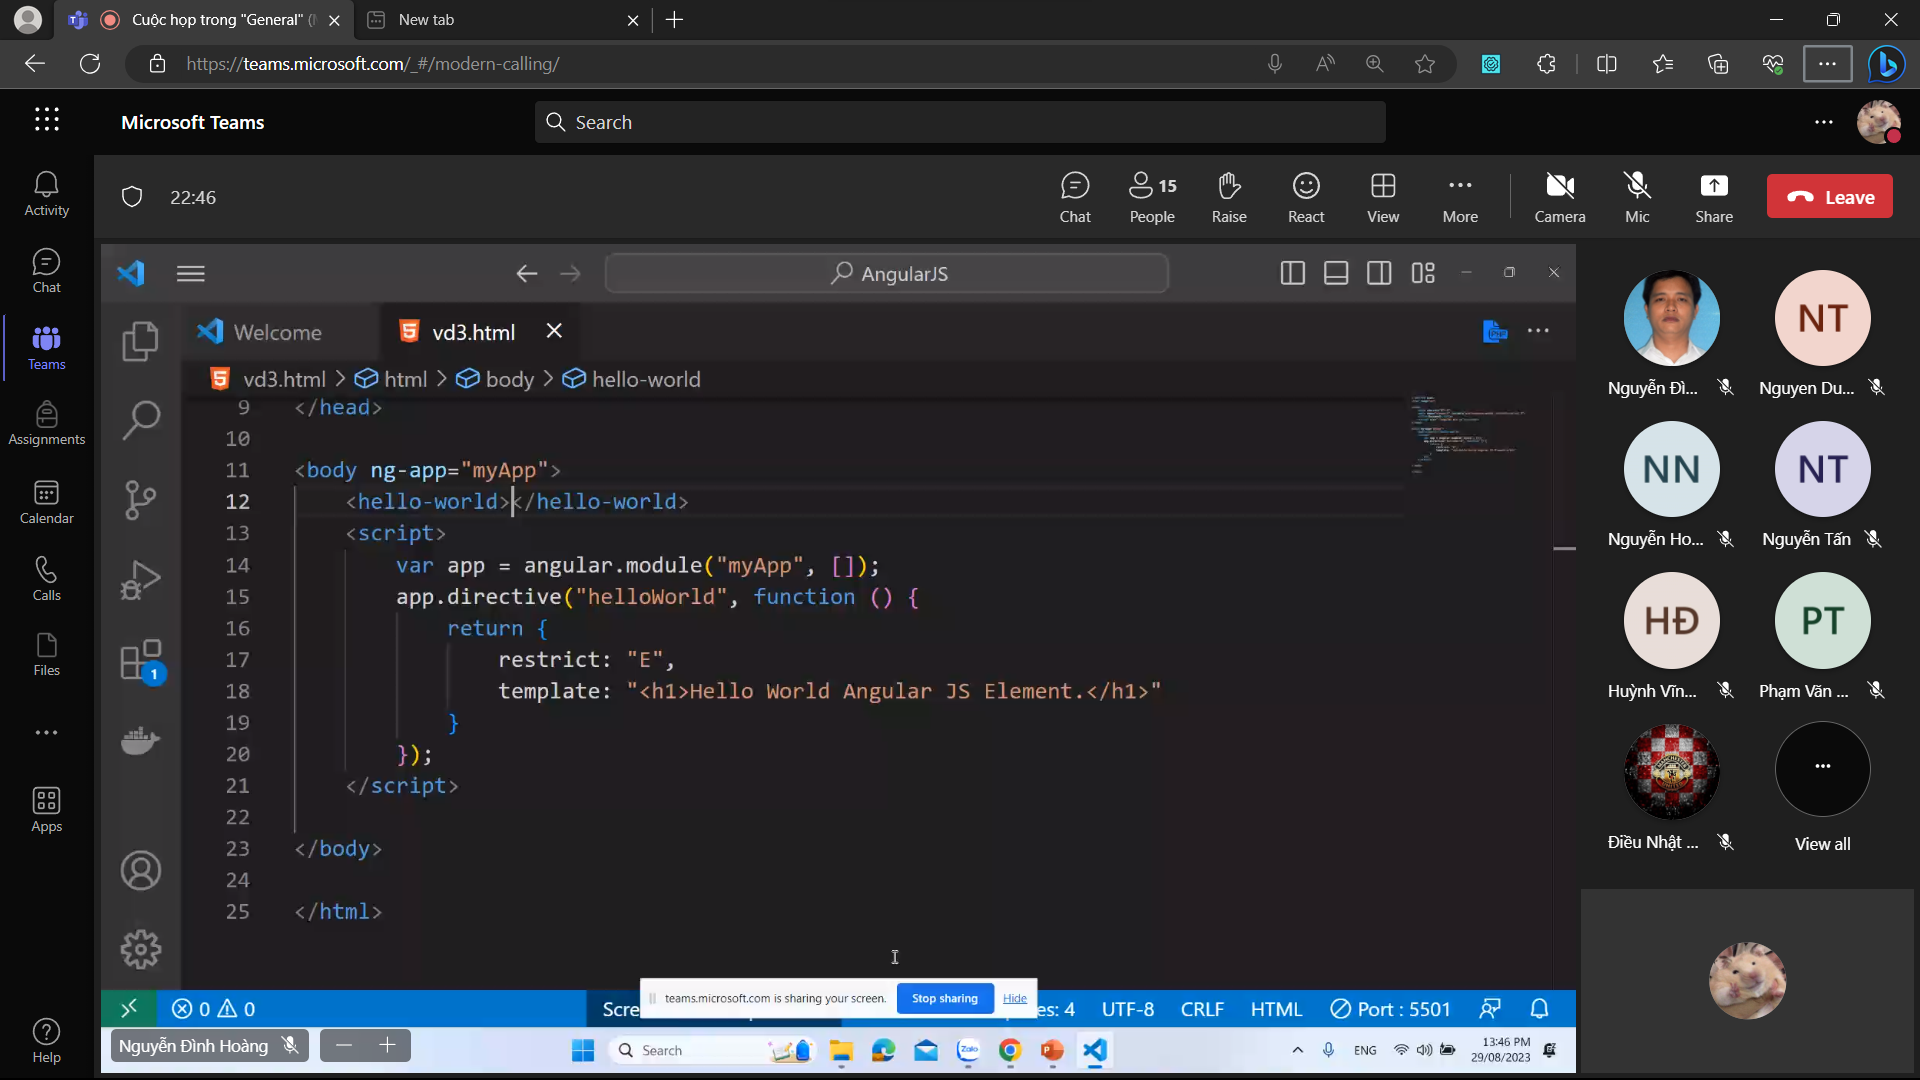 Cuộc họp trong "General" (
New tab
https://teams.microsoft.com/_#/modern-calling/
Microsoft Teams
Search
22:46
Chat
People
15
Raise
React
View
More
Camera
Mic
Share
Leave
Activity
Chat
Teams
Assignments
Calendar
Calls
Files
Apps
Help
AngularJS
Welcome
vd3.html
vd3.html > html > body > hello-world
9 </head>
10
11 <body ng-app="myApp">
12 <hello-world></hello-world>
13 <script>
14 var app = angular.module("myApp", []);
15 app.directive("helloWorld", function () {
16 return {
17 restrict: "E",
18 template: "<h1>Hello World Angular JS Element.</h1>"
19 }
20 });
21 </script>
22
23 </body>
24
25 </html>
1
PHP
Nguyễn Đì...
NT
Nguyen Du...
NN
Nguyễn Ho...
NT
Nguyễn Tấn
HĐ
Huỳnh Vĩn...
PT
Phạm Văn ...
Điều Nhật ...
View all
0 0
Scre
teams.microsoft.com is sharing your screen.
Stop sharing
Hide
es: 4
UTF-8
CRLF
HTML
Port : 5501
Nguyễn Đình Hoàng
Search
Zalo
ENG
13:46 PM
29/08/2023